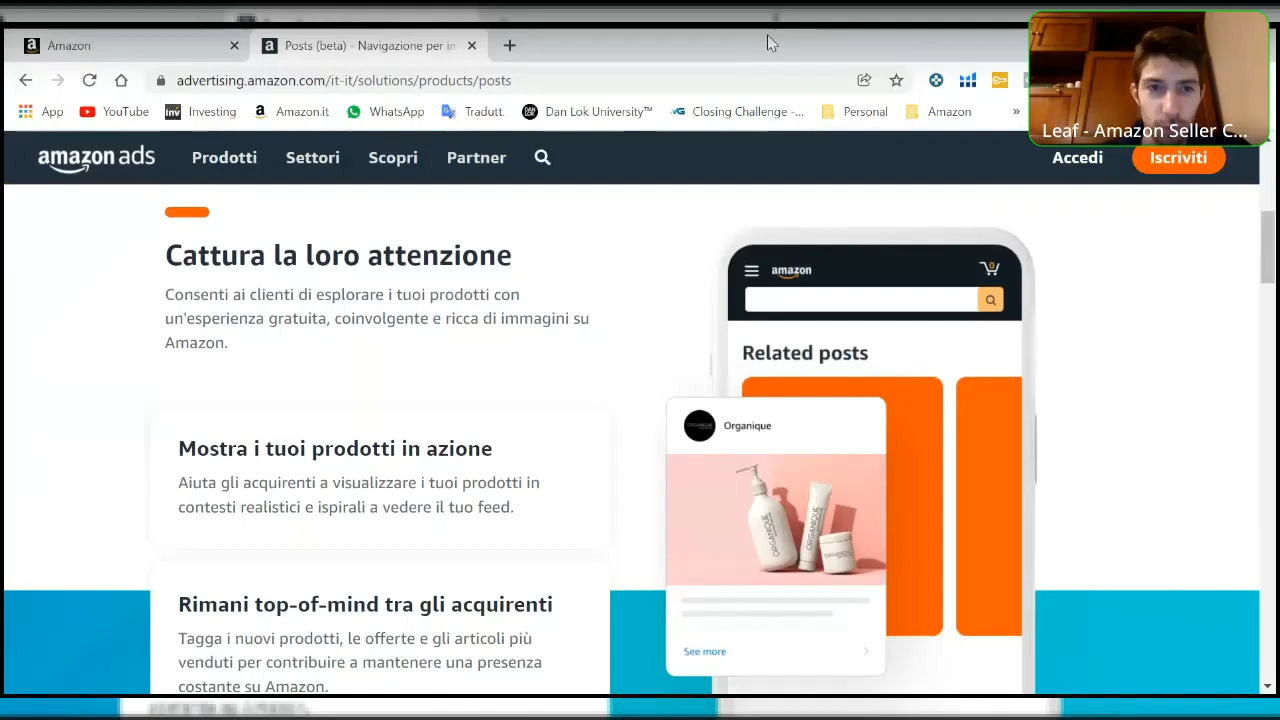 Amazon
Posts (beta) - Navigazione per in
advertising.amazon.com/it-it/solutions/products/posts
App
YouTube
Investing
Amazon.it
WhatsApp
Tradutt.
Dan Lok University™
Closing Challenge -...
Personal
Amazon
»
Leaf - Amazon Seller C...
amazon ads
Prodotti
Settori
Scopri
Partner
Accedi
Iscriviti
Cattura la loro attenzione
Consenti ai clienti di esplorare i tuoi prodotti con
un'esperienza gratuita, coinvolgente e ricca di immagini su
Amazon.
Mostra i tuoi prodotti in azione
Aiuta gli acquirenti a visualizzare i tuoi prodotti in
contesti realistici e ispirali a vedere il tuo feed.
Rimani top-of-mind tra gli acquirenti
Tagga i nuovi prodotti, le offerte e gli articoli più
venduti per contribuire a mantenere una presenza
costante su Amazon.
amazon
0
Related posts
Organique
ORGANIQUE
ORGANIQUE
See more